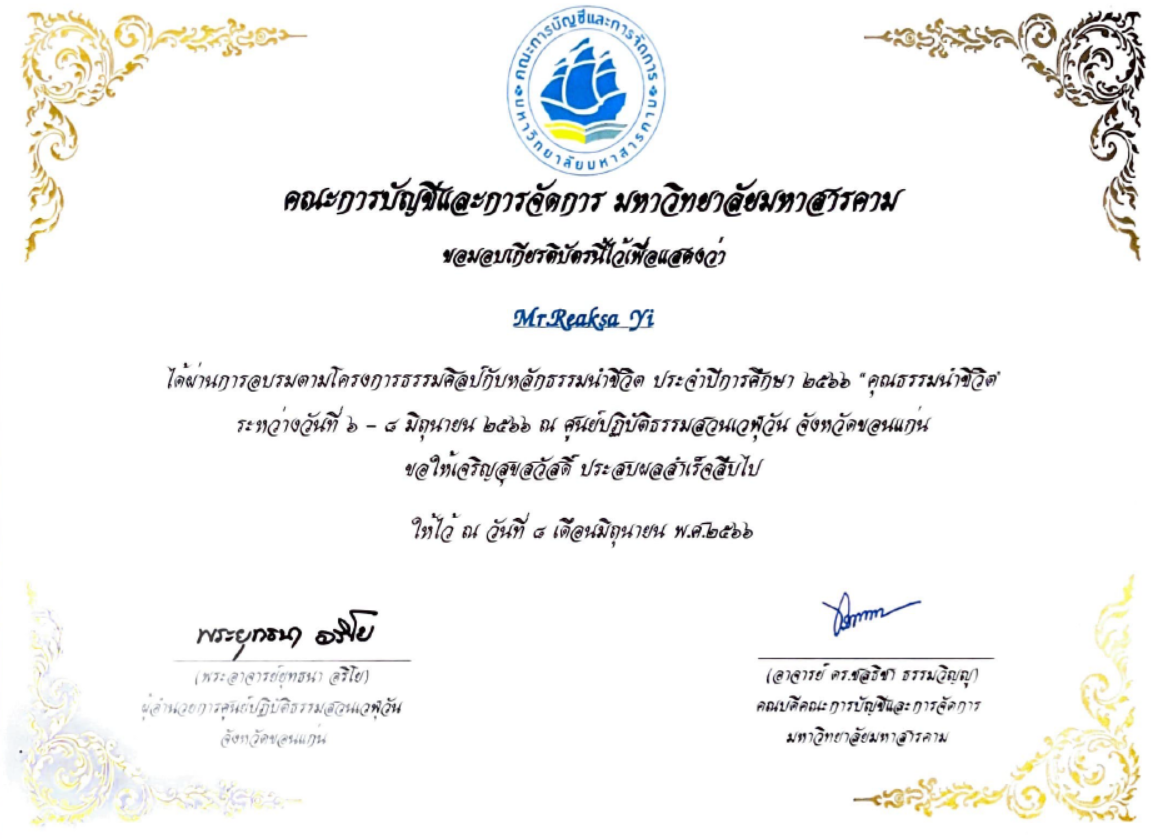 คณะการบัญชีและการจัดการ
มหาวิทยาลัยมหาสารคาม
คณะการบัญชีและการจัดการ มหาวิทยาลัยมหาสารคาม
ขอมอบเกียรติบัตรนี้ไว้เพื่อแสดงว่า
Mr.Reaksa Yi
ได้ผ่านการอบรมตามโครงการธรรมศิลป์กับหลักธรรมนำชีวิต ประจำปีการศึกษา ๒๕๖๖ "คุณธรรมนำชีวิต"
ระหว่างวันที่ ๖ - ๘ มิถุนายน ๒๕๖๖ ณ ศูนย์ปฏิบัติธรรมสวนเวฬุวัน จังหวัดขอนแก่น
ขอให้เจริญสุขสวัสดิ์ ประสบผลสำเร็จสืบไป
ให้ไว้ ณ วันที่ ๘ เดือนมิถุนายน พ.ศ.๒๕๖๖
พระยุทธนา อริโย
(พระอาจารย์ยุทธนา อริโย)
ผู้อำนวยการศูนย์ปฏิบัติธรรมสวนเวฬุวัน
จังหวัดขอนแก่น
(อาจารย์ ดร.ชลธิชา ธรรมวิญญู)
คณบดีคณะการบัญชีและการจัดการ
มหาวิทยาลัยมหาสารคาม